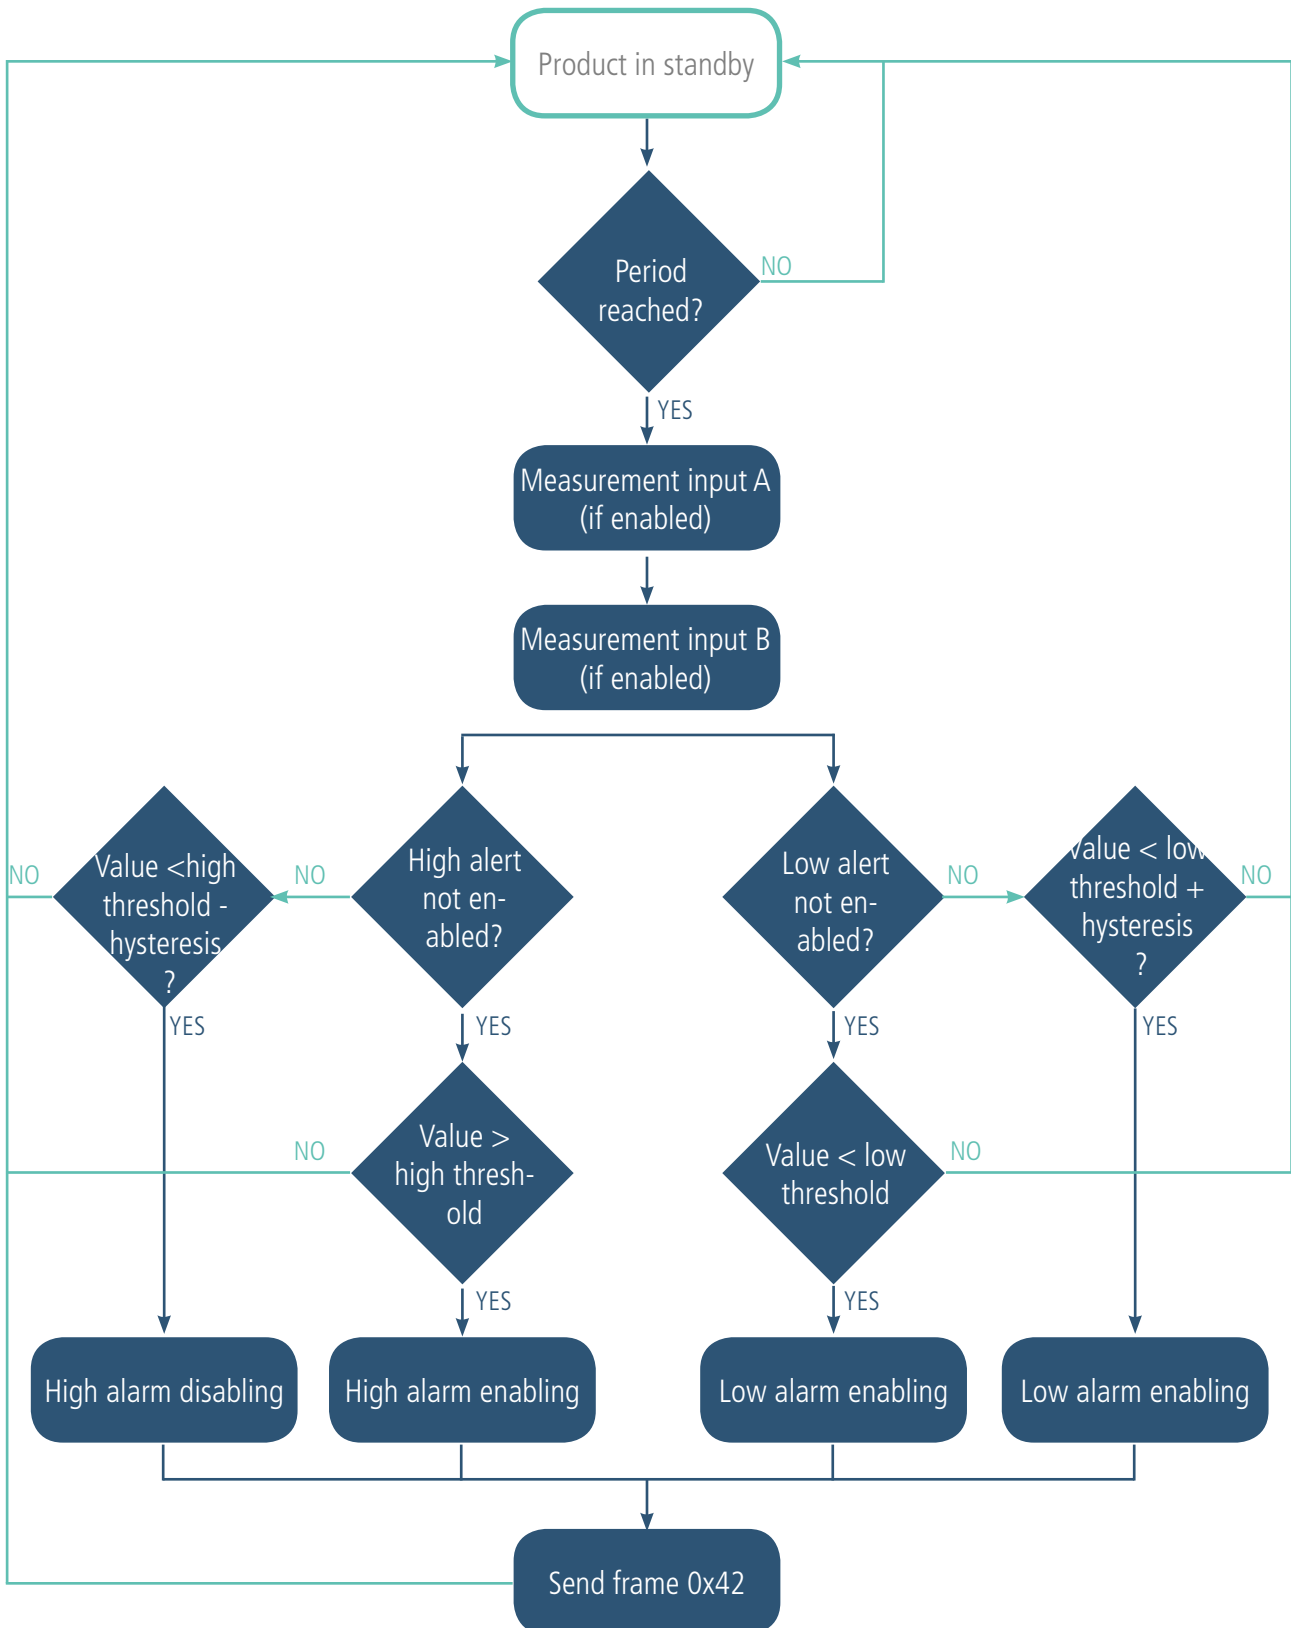 Product in standby
Period
reached?
NO
YES
Measurement input A
(if enabled)
Measurement input B
(if enabled)
NO
Value <high
threshold -
hysteresis
?
NO
High alert
not en-
abled?
Low alert
not en-
abled?
NO
Value < low
threshold +
hysteresis
?
NO
YES
YES
YES
YES
NO
Value >
high thresh-
old
Value < low
threshold
NO
YES
YES
High alarm disabling
High alarm enabling
Low alarm enabling
Low alarm enabling
Send frame 0x42